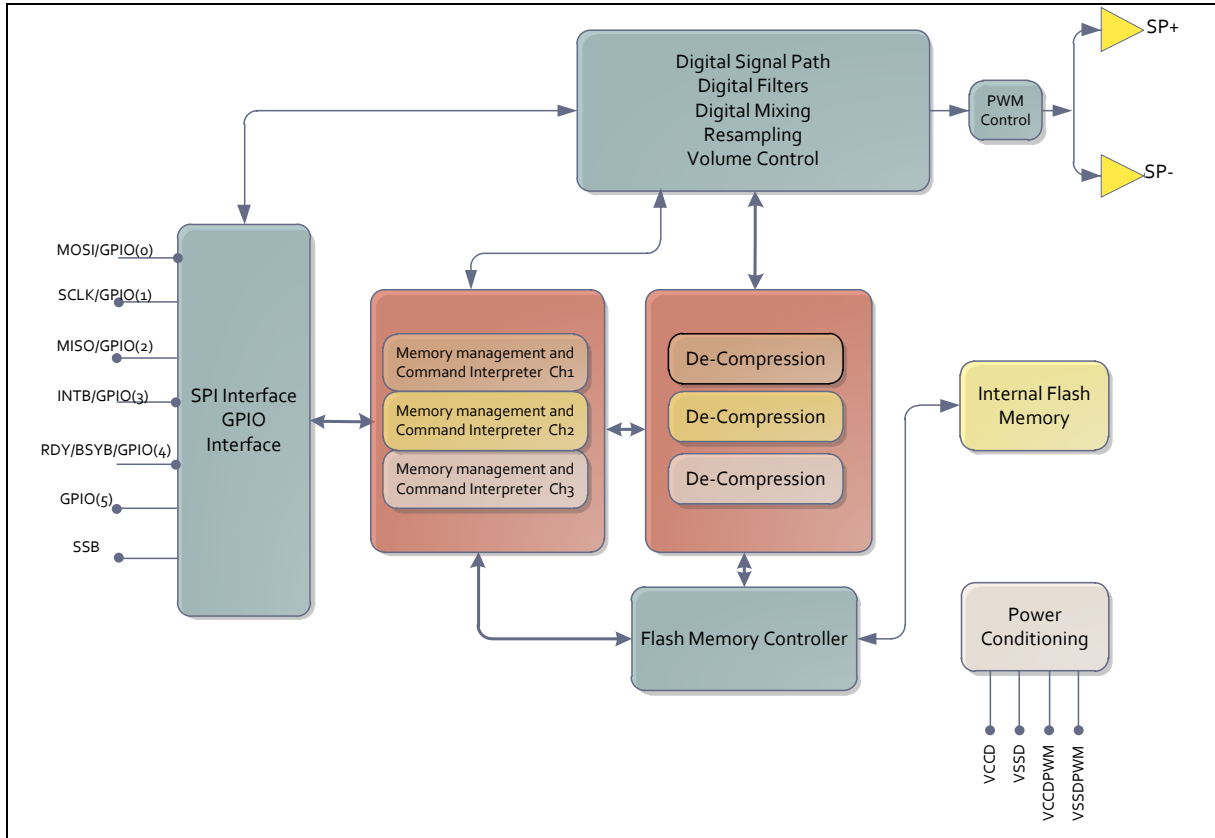 Digital Signal Path
Digital Filters
Digital Mixing
Resampling
Volume Control
PWM
Control
SP+
SP-
MOSI/GPIO(0)
SCLK/GPIO(1)
MISO/GPIO(2)
INTB/GPIO(3)
RDY/BSYB/GPIO(4)
GPIO(5)
SSB
SPI Interface
GPIO
Interface
Memory management and
Command Interpreter Ch1
Memory management and
Command Interpreter Ch2
Memory management and
Command Interpreter Ch3
De-Compression
De-Compression
De-Compression
Internal Flash
Memory
Flash Memory Controller
Power
Conditioning
VCCD
VSSD
VCCDPWM
VSSDPWM